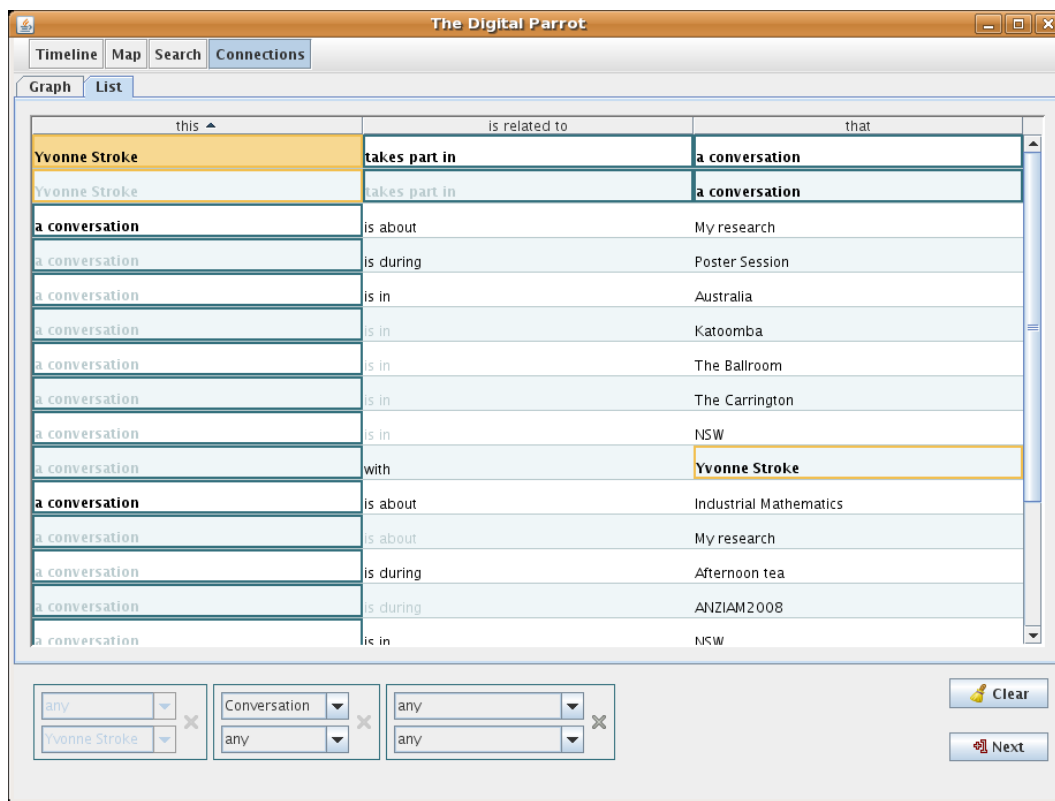 The Digital Parrot
Timeline Map Search Connections
Graph List
this is related to that
Yvonne Stroke takes part in a conversation
Yvonne Stroke takes part in a conversation
a conversation is about My research
a conversation is during Poster Session
a conversation is in Australia
a conversation is in Katoomba
a conversation is in The Ballroom
a conversation is in The Carrington
a conversation is in NSW
a conversation with Yvonne Stroke
a conversation is about Industrial Mathematics
a conversation is about My research
a conversation is during Afternoon tea
a conversation is during ANZIAM2008
a conversation is in NSW
any Conversation any Clear
Yvonne Stroke any any Next